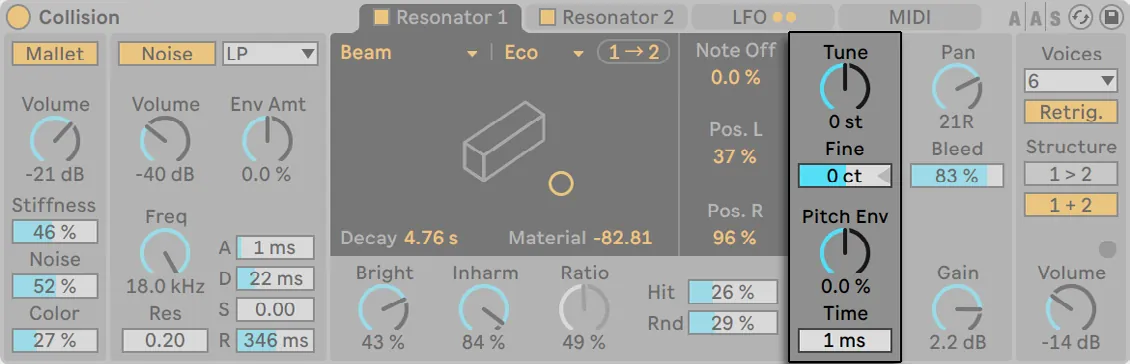 Collision
Resonator 1
Resonator 2
LFO
MIDI
AAS
Mallet
Volume
-21 dB
Stiffness
46 %
Noise
52 %
Color
27 %
Noise
LP
Volume
-40 dB
Env Amt
0.0 %
Freq
18.0 kHz
Res
0.20
A 1 ms
D 22 ms
S 0.00
R 346 ms
Beam
Eco
1→2
Decay 4.76 s
Material -82.81
Note Off
0.0 %
Pos. L
37 %
Pos. R
96 %
Bright
43 %
Inharm
84 %
Ratio
49 %
Hit 26 %
Rnd 29 %
Tune
0 st
Fine
0 ct
Pitch Env
0.0 %
Time
1 ms
Pan
21R
Bleed
83 %
Gain
2.2 dB
Voices
6
Retrig.
Structure
1 > 2
1 + 2
Volume
-14 dB